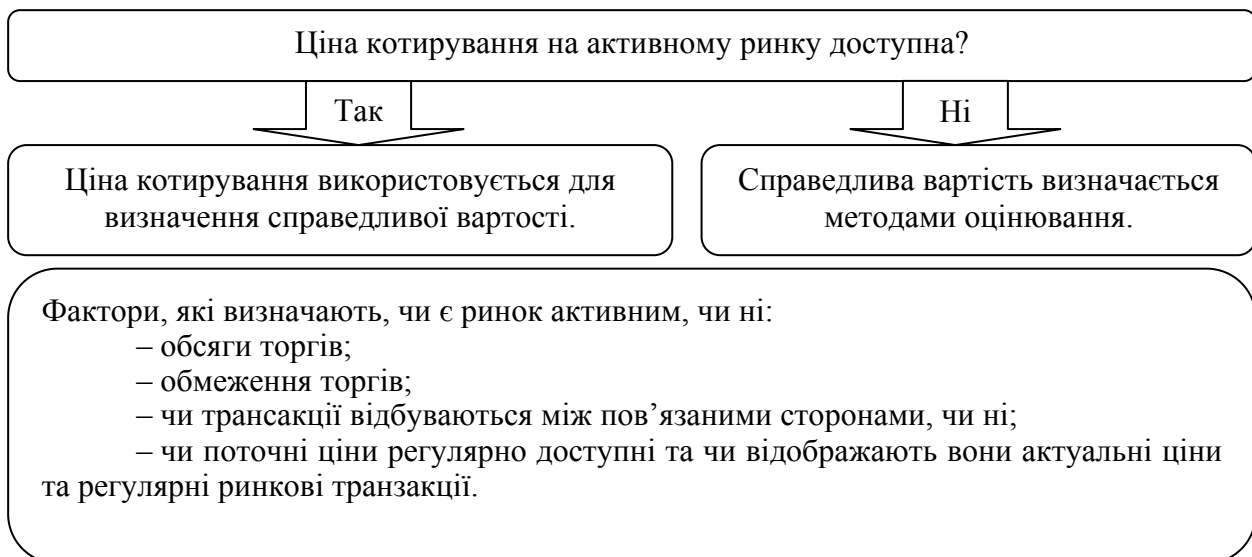 Ціна котирування на активному ринку доступна?
Так
Ні
Ціна котирування використовується для
визначення справедливої вартості.
Справедлива вартість визначається
методами оцінювання.
Фактори, які визначають, чи є ринок активним, чи ні:
– обсяги торгів;
– обмеження торгів;
– чи трансакції відбуваються між пов’язаними сторонами, чи ні;
– чи поточні ціни регулярно доступні та чи відображають вони актуальні ціни
та регулярні ринкові транзакції.